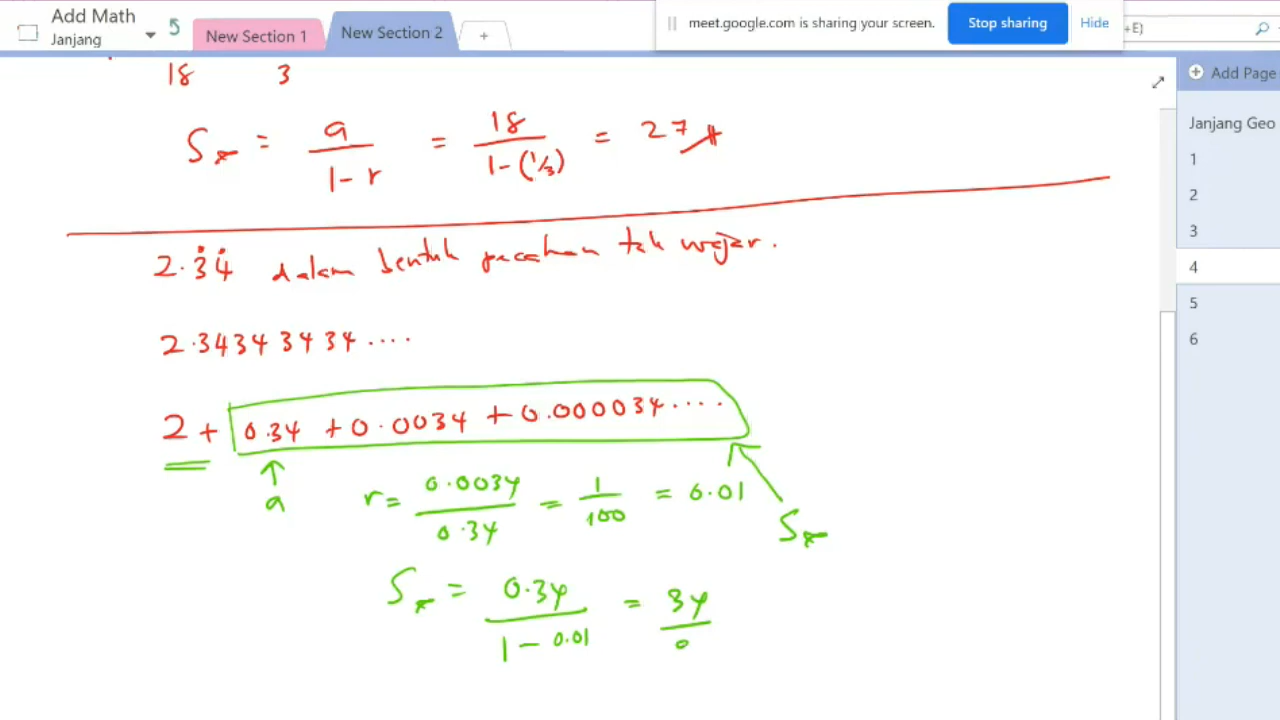 Add Math
Janjang
New Section 1
New Section 2
+
meet.google.com is sharing your screen.
Stop sharing
Hide
+E)
Add Page
Janjang Geo
1
2
3
4
5
6
18 3
S∞ = a/(1 - r) = 18/(1-(1/3)) = 27
2.3̇4̇ dalam bentuk pecahan tak wajar.
2.34343434....
2 + 0.34 + 0.0034 + 0.000034....
a
r = 0.0034/0.34 = 1/100 = 0.01
S∞
S∞ = 0.34/(1 - 0.01) = 34/